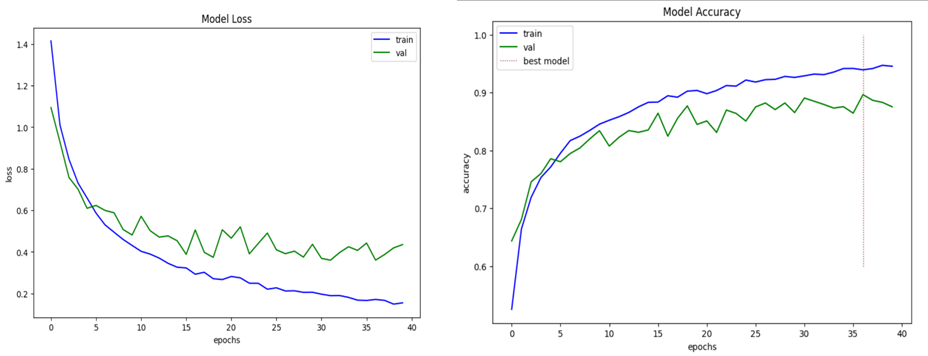 Model Loss
train
val
1.4
1.2
1.0
0.8
0.6
0.4
0.2
loss
0
5
10
15
20
25
30
35
40
epochs
Model Accuracy
train
val
best model
1.0
0.9
0.8
0.7
0.6
accuracy
0
5
10
15
20
25
30
35
40
epochs